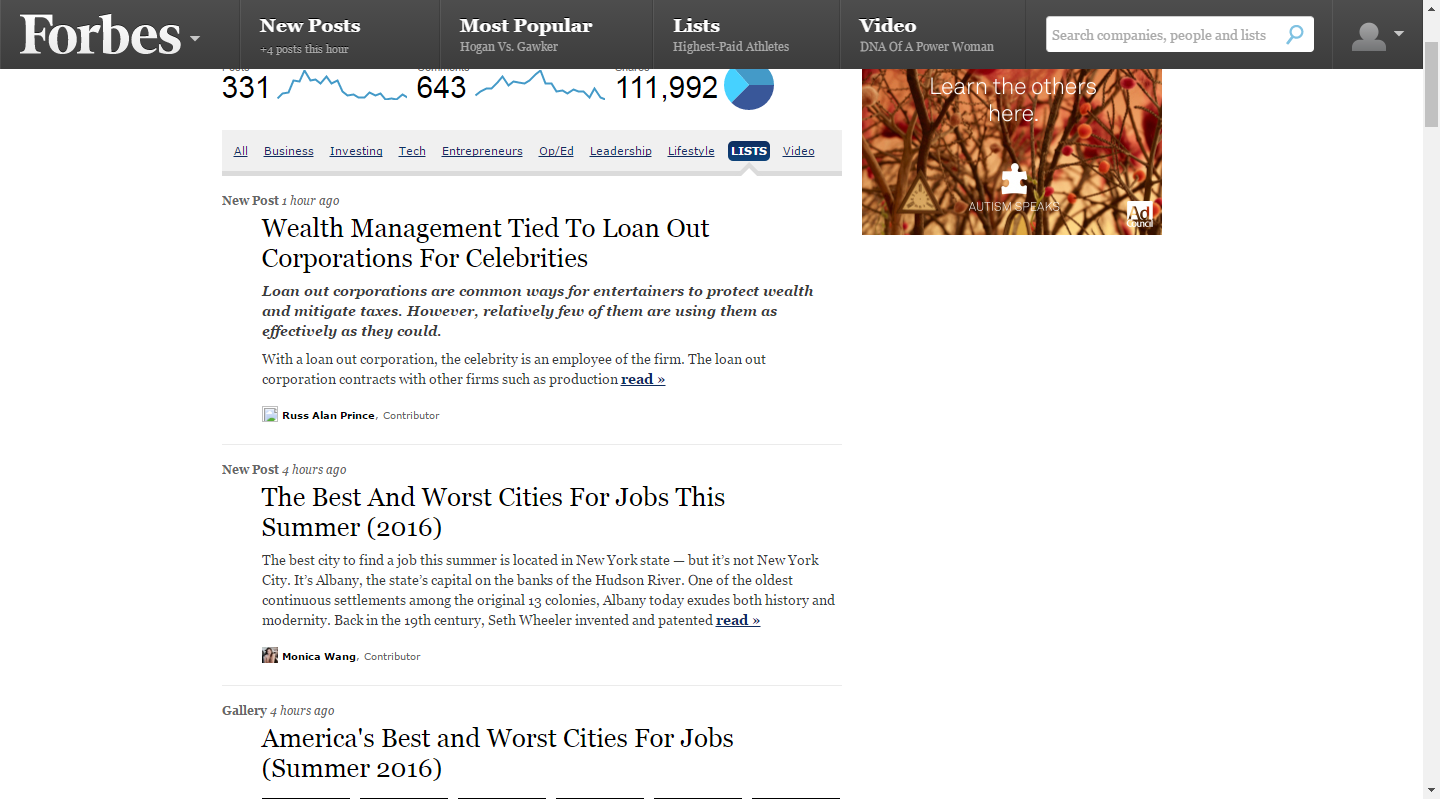 Forbes
New Posts
+4 posts this hour
Most Popular
Hogan Vs. Gawker
Lists
Highest-Paid Athletes
Video
DNA Of A Power Woman
Search companies, people and lists
331
643
111,992
All Business Investing Tech Entrepreneurs Op/Ed Leadership Lifestyle LISTS Video
New Post 1 hour ago
Wealth Management Tied To Loan Out
Corporations For Celebrities
Loan out corporations are common ways for entertainers to protect wealth
and mitigate taxes. However, relatively few of them are using them as
effectively as they could.
With a loan out corporation, the celebrity is an employee of the firm. The loan out
corporation contracts with other firms such as production read »
Russ Alan Prince, Contributor
New Post 4 hours ago
The Best And Worst Cities For Jobs This
Summer (2016)
The best city to find a job this summer is located in New York state — but it’s not New York
City. It’s Albany, the state’s capital on the banks of the Hudson River. One of the oldest
continuous settlements among the original 13 colonies, Albany today exudes both history and
modernity. Back in the 19th century, Seth Wheeler invented and patented read »
Monica Wang, Contributor
Gallery 4 hours ago
America's Best and Worst Cities For Jobs
(Summer 2016)
Learn the others
here.
AUTISM SPEAKS
Ad
Council